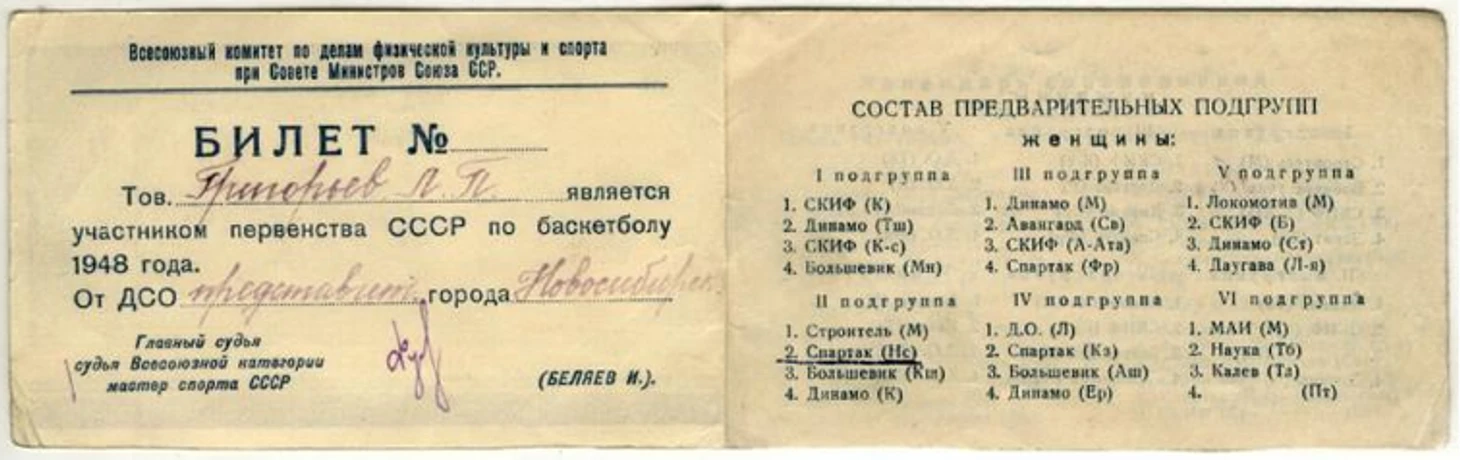 Всесоюзный комитет по делам физической культуры и спорта
при Совете Министров Союза ССР.
БИЛЕТ №
Тов. Григорьев Л. П. является
участником первенства СССР по баскетболу
1948 года.
От ДСО представит. города Новосибирск
Главный судья
судья Всесоюзной категории
мастер спорта СССР
(БЕЛЯЕВ И.).
СОСТАВ ПРЕДВАРИТЕЛЬНЫХ ПОДГРУПП
женщины:
I подгруппа
1. СКИФ (К)
2. Динамо (Тш)
3. СКИФ (К-с)
4. Большевик (Мн)
II подгруппа
1. Строитель (М)
2. Спартак (Нс)
3. Большевик (Кш)
4. Динамо (К)
III подгруппа
1. Динамо (М)
2. Авангард (Св)
3. СКИФ (А-Ата)
4. Спартак (Фр)
IV подгруппа
1. Д.О. (Л)
2. Спартак (Кз)
3. Большевик (Аш)
4. Динамо (Ер)
V подгруппа
1. Локомотив (М)
2. СКИФ (Б)
3. Динамо (Ст)
4. Даугава (Л-я)
VI подгруппа
1. МАИ (М)
2. Наука (Тб)
3. Калев (Тл)
4. (Пт)